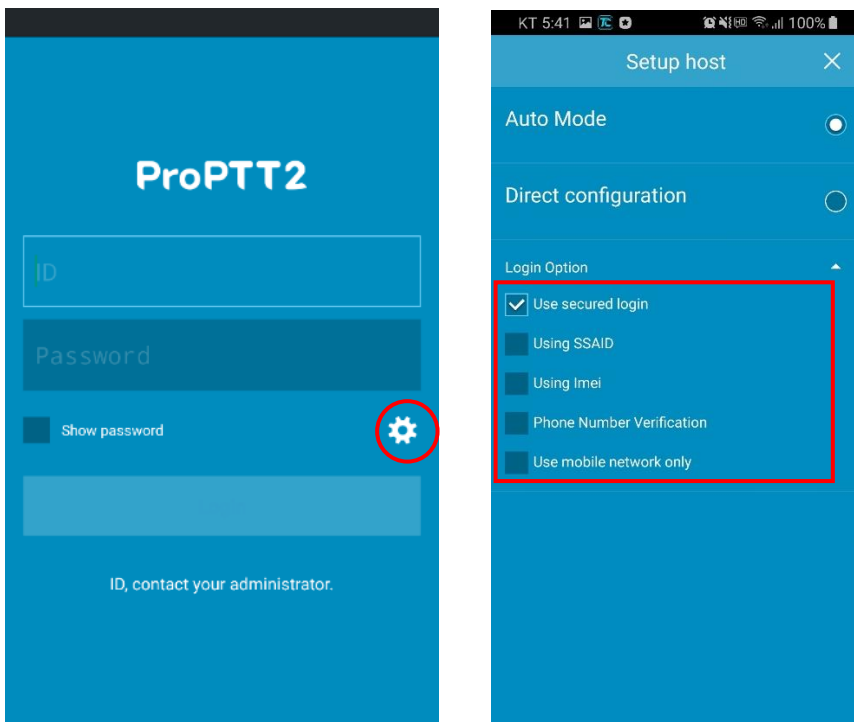 ProPTT2
ID
Password
Show password
ID, contact your administrator.
KT 5:41 HD 100%
Setup host
Auto Mode
Direct configuration
Login Option
Use secured login
Using SSAID
Using Imei
Phone Number Verification
Use mobile network only